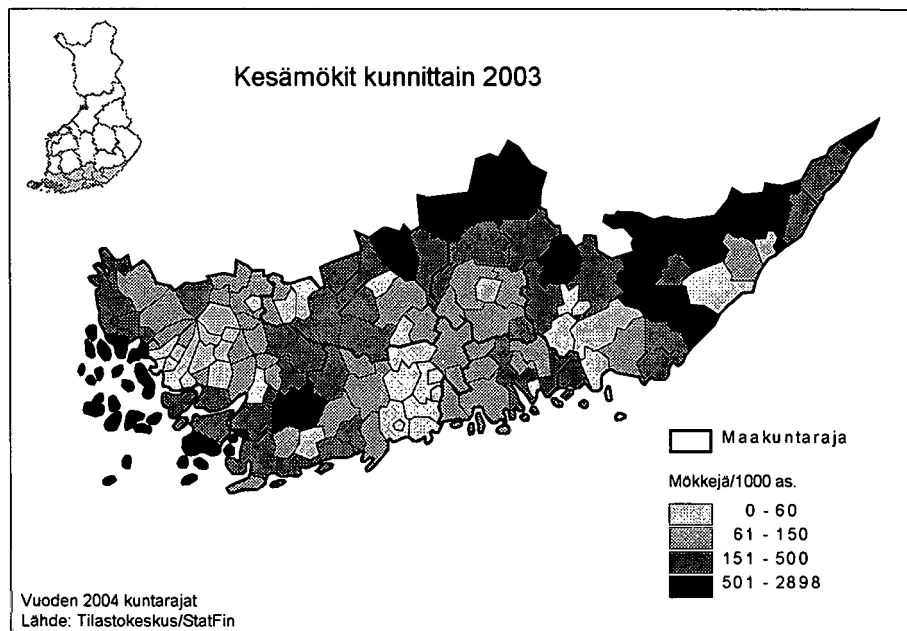 Kesämökit kunnittain 2003
Maakuntaraja
Mökkejä/1000 as.
0 - 60
61 - 150
151 - 500
501 - 2898
Vuoden 2004 kuntarajat
Lähde: Tilastokeskus/StatFin